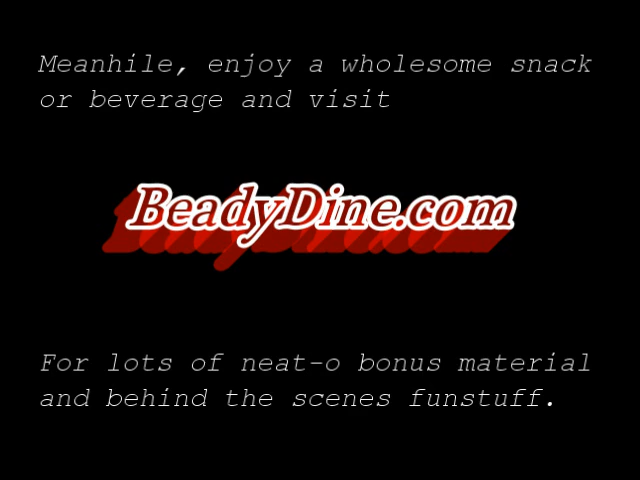 Meanhile, enjoy a wholesome snack
or beverage and visit
BeadyDine.com
For lots of neat-o bonus material
and behind the scenes funstuff.